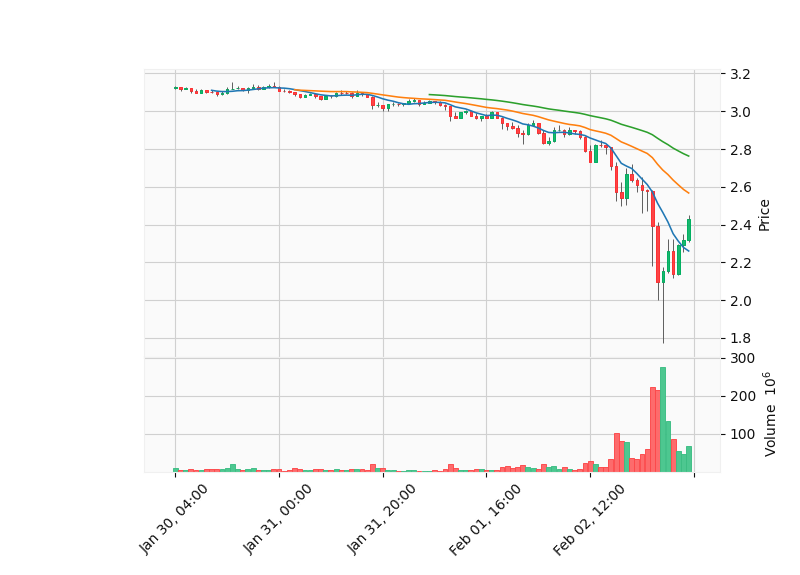 3.2
3.0
2.8
2.6
2.4
2.2
2.0
1.8
Price
300
200
100
Volume 10^6
Jan 30, 04:00
Jan 31, 00:00
Jan 31, 20:00
Feb 01, 16:00
Feb 02, 12:00